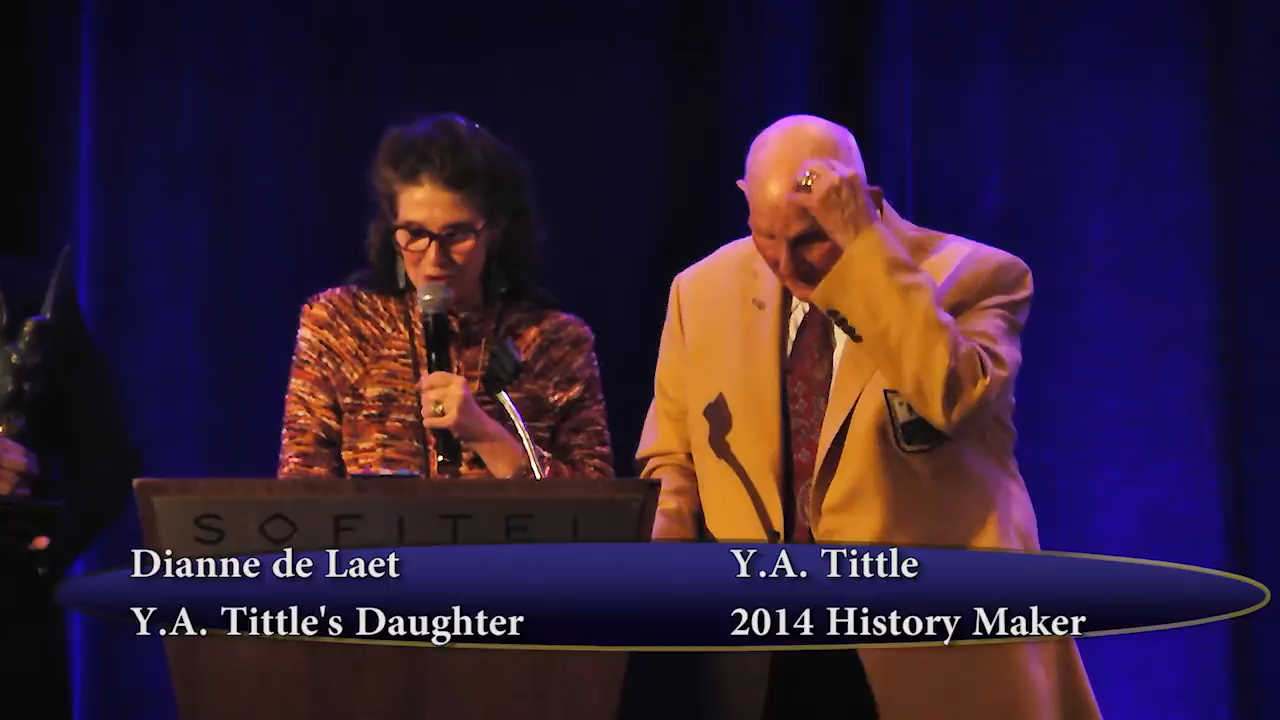 SOFITEL
Dianne de Laet
Y.A. Tittle's Daughter
Y.A. Tittle
2014 History Maker